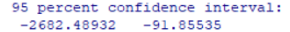 95 percent confidence interval:
-2682.48932 -91.85535